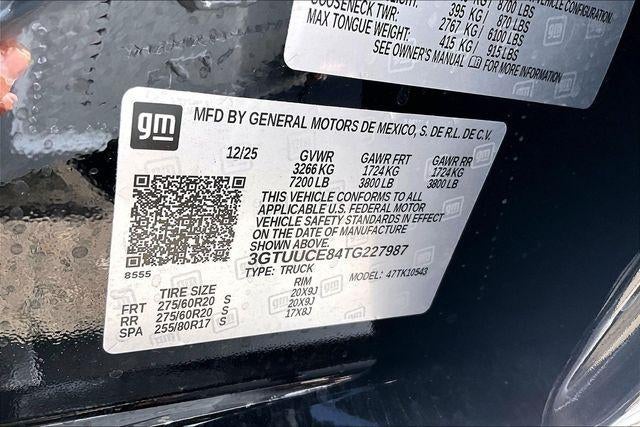 8700 LBS
VEHICLE CONFIGURATION.
GOOSENECK TWR: 395 KG / 870 LBS
2767 KG / 6100 LBS
MAX TONGUE WEIGHT: 415 KG / 915 LBS
SEE OWNER'S MANUAL FOR MORE INFORMATION
gm
MFD BY GENERAL MOTORS DE MEXICO, S. DE R.L. DE C.V.
12/25 GVWR GAWR FRT GAWR RR
3266 KG 1724 KG 1724 KG
7200 LB 3800 LB 3800 LB
THIS VEHICLE CONFORMS TO ALL
APPLICABLE U.S. FEDERAL MOTOR
VEHICLE SAFETY STANDARDS IN EFFECT
ON THE DATE OF MANUFACTURE
SHOWN ABOVE.
3GTUUCE84TG227987
8555 TYPE: TRUCK MODEL: 47TK10543
TIRE SIZE RIM
FRT 275/60R20 S 20X9J
RR 275/60R20 S 20X9J
SPA 255/80R17 S 17X8J